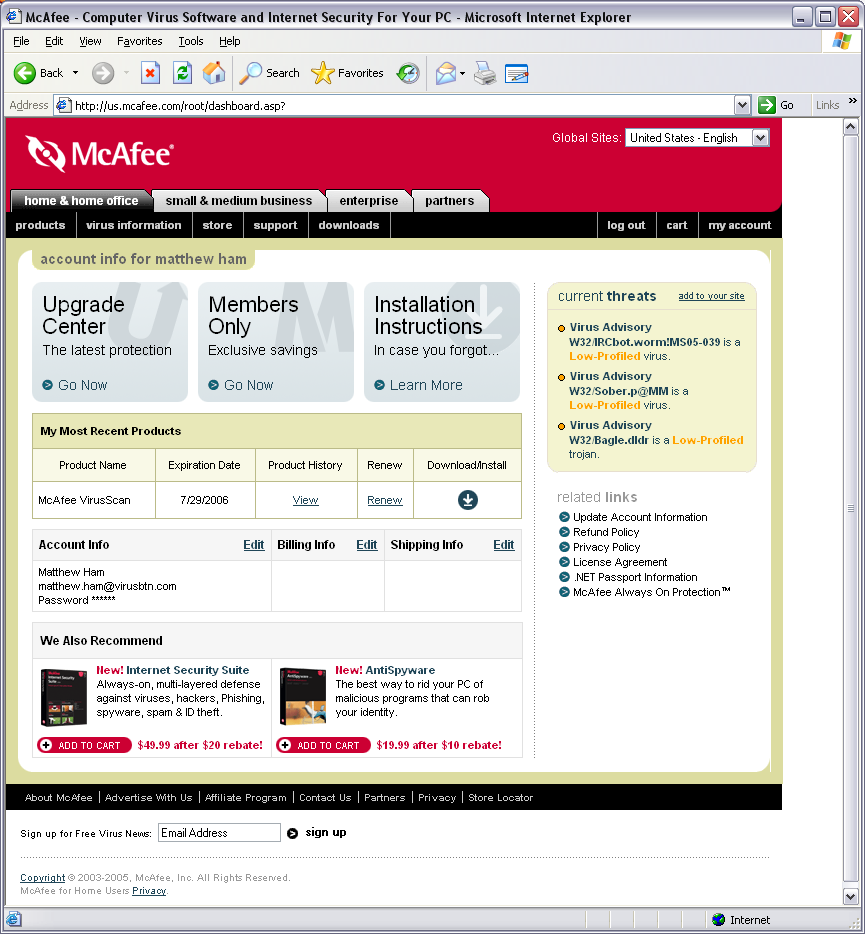 McAfee - Computer Virus Software and Internet Security For Your PC - Microsoft Internet Explorer
File Edit View Favorites Tools Help
Back Search Favorites
Address http://us.mcafee.com/root/dashboard.asp? Go Links »
Global Sites: United States - English
McAfee®
home & home office small & medium business enterprise partners
products virus information store support downloads log out cart my account
account info for matthew ham
Upgrade Center
The latest protection
Go Now
Members Only
Exclusive savings
Go Now
Installation Instructions
In case you forgot...
Learn More
current threats add to your site
Virus Advisory
W32/IRCbot.worm!MS05-039 is a
Low-Profiled virus.
Virus Advisory
W32/Sober.p@MM is a
Low-Profiled virus.
Virus Advisory
W32/Bagle.dldr is a Low-Profiled
trojan.
My Most Recent Products
Product Name Expiration Date Product History Renew Download/Install
McAfee VirusScan 7/29/2006 View Renew
related links
Update Account Information
Refund Policy
Privacy Policy
License Agreement
.NET Passport Information
McAfee Always On Protection™
Account Info Edit Billing Info Edit Shipping Info Edit
Matthew Ham
matthew.ham@virusbtn.com
Password ******
We Also Recommend
New! Internet Security Suite
Always-on, multi-layered defense
against viruses, hackers, Phishing,
spyware, spam & ID theft.
ADD TO CART $49.99 after $20 rebate!
New! AntiSpyware
The best way to rid your PC of
malicious programs that can rob
your identity.
ADD TO CART $19.99 after $10 rebate!
About McAfee | Advertise With Us | Affiliate Program | Contact Us | Partners | Privacy | Store Locator
Sign up for Free Virus News: Email Address sign up
Copyright © 2003-2005, McAfee, Inc. All Rights Reserved.
McAfee for Home Users Privacy.
Internet